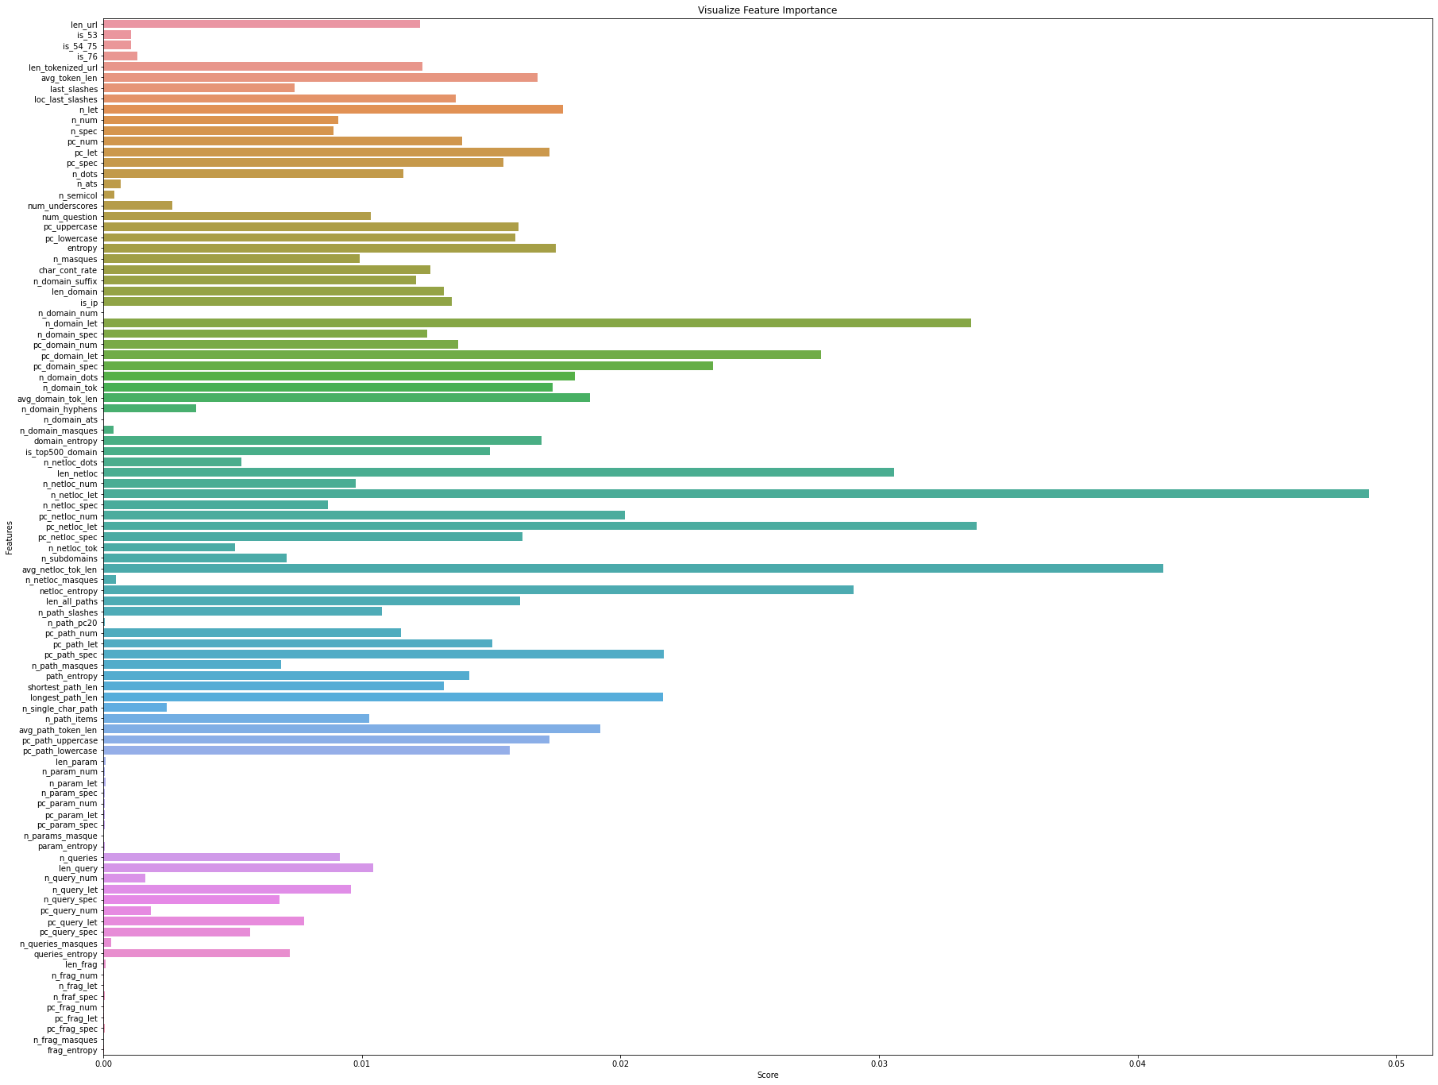 Visualize Feature Importance
len_url
is_53
is_54_75
is_76
len_tokenized_url
avg_token_len
last_slashes
loc_last_slashes
n_let
n_num
n_spec
pc_num
pc_let
pc_spec
n_dots
n_ats
n_semicol
num_underscores
num_question
pc_uppercase
pc_lowercase
entropy
n_masques
char_cont_rate
n_domain_suffix
len_domain
is_ip
n_domain_num
n_domain_let
n_domain_spec
pc_domain_num
pc_domain_let
pc_domain_spec
n_domain_dots
n_domain_tok
avg_domain_tok_len
n_domain_hyphens
n_domain_ats
n_domain_masques
domain_entropy
is_top500_domain
n_netloc_dots
len_netloc
n_netloc_num
n_netloc_let
n_netloc_spec
pc_netloc_num
pc_netloc_let
pc_netloc_spec
n_netloc_tok
n_subdomains
avg_netloc_tok_len
n_netloc_masques
netloc_entropy
len_all_paths
n_path_slashes
n_path_pc20
pc_path_num
pc_path_let
pc_path_spec
n_path_masques
path_entropy
shortest_path_len
longest_path_len
n_single_char_path
n_path_items
avg_path_token_len
pc_path_uppercase
pc_path_lowercase
len_param
n_param_num
n_param_let
n_param_spec
pc_param_num
pc_param_let
pc_param_spec
n_params_masque
param_entropy
n_queries
len_query
n_query_num
n_query_let
n_query_spec
pc_query_num
pc_query_let
pc_query_spec
n_queries_masques
queries_entropy
len_frag
n_frag_num
n_frag_let
n_fraf_spec
pc_frag_num
pc_frag_let
pc_frag_spec
n_frag_masques
frag_entropy
Features
0.00 0.01 0.02 0.03 0.04 0.05
Score